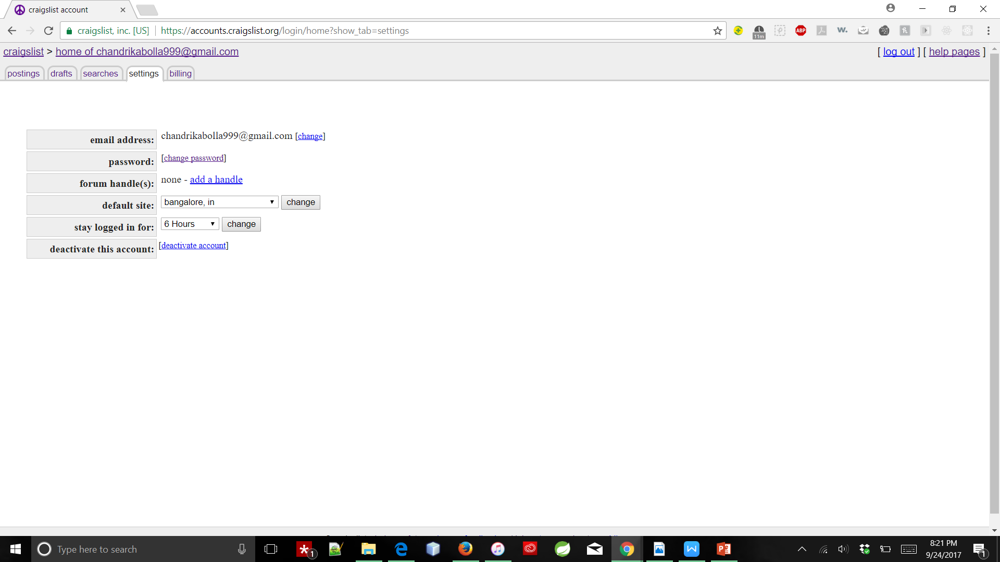 craigslist account
craigslist, inc. [US] https://accounts.craigslist.org/login/home?show_tab=settings
ABP
W.
11m
craigslist > home of chandrikabolla999@gmail.com [ log out ] [ help pages ]
postings drafts searches settings billing
email address: chandrikabolla999@gmail.com [change]
password: [change password]
forum handle(s): none - add a handle
default site: bangalore, in change
stay logged in for: 6 Hours change
deactivate this account: [deactivate account]
Type here to search
1
8:21 PM
9/24/2017
1